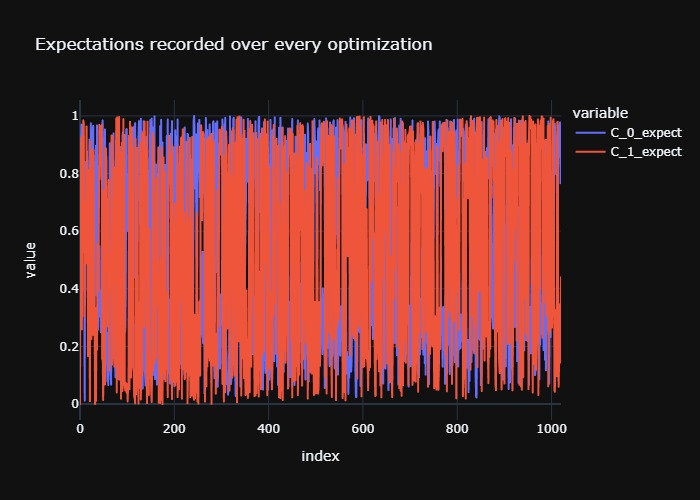 Expectations recorded over every optimization
variable
C_0_expect
C_1_expect
1
0.8
0.6
0.4
0.2
0
value
0 200 400 600 800 1000
index